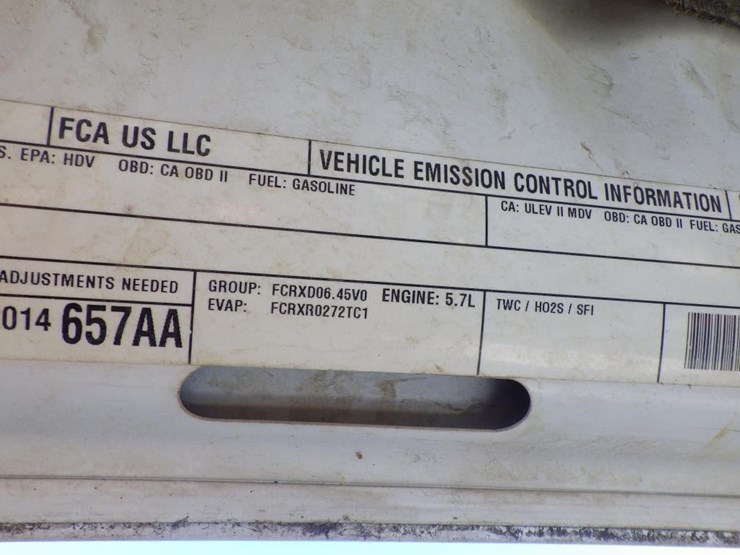 FCA US LLC
VEHICLE EMISSION CONTROL INFORMATION
S. EPA: HDV OBD: CA OBD II FUEL: GASOLINE
CA: ULEV II MDV OBD: CA OBD II FUEL: GAS
ADJUSTMENTS NEEDED
014 657AA
GROUP: FCRXD06.45V0 ENGINE: 5.7L
EVAP: FCRXR0272TC1
TWC / HO2S / SFI